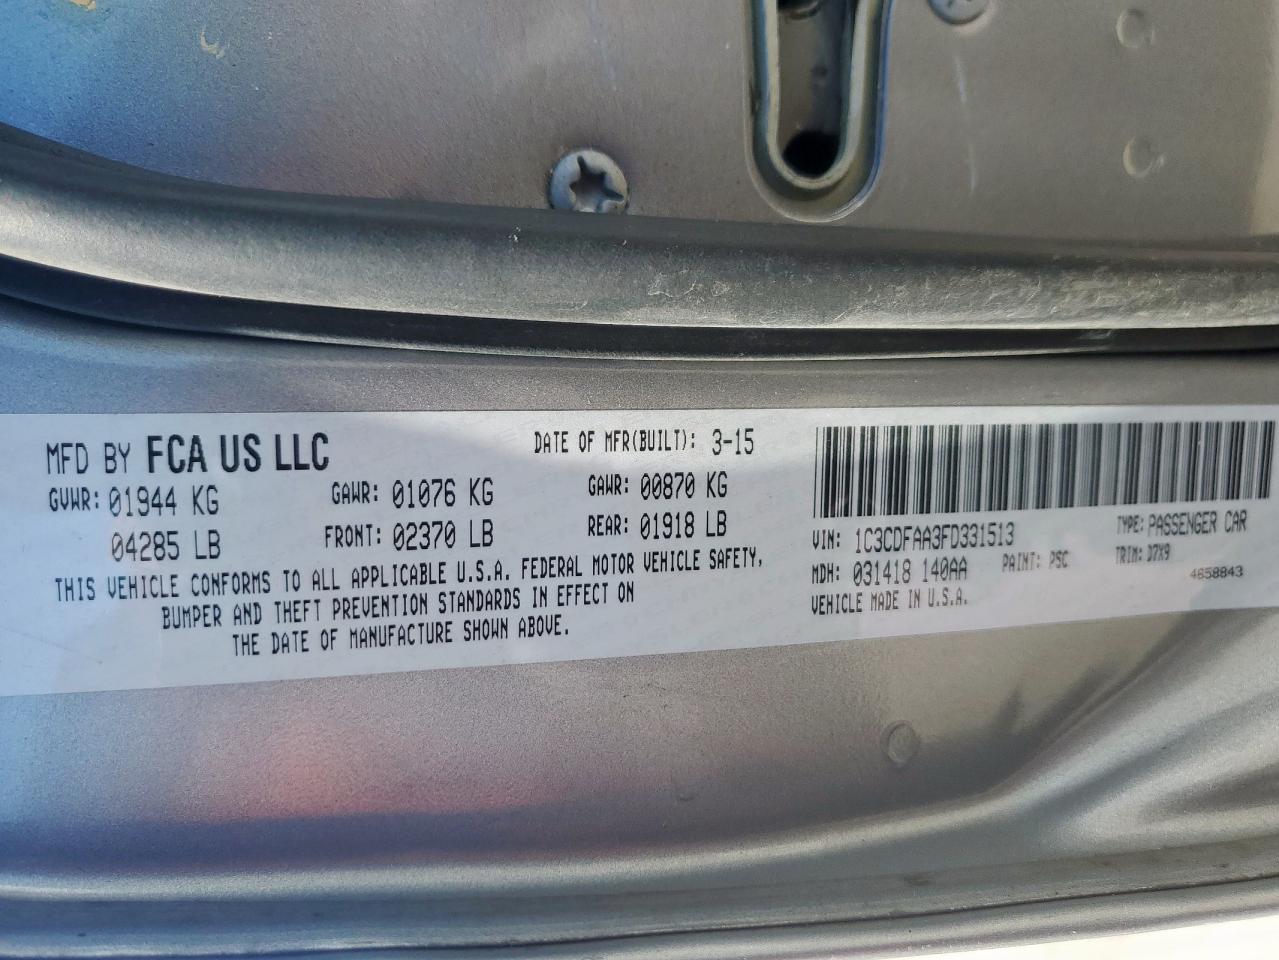 MFD BY FCA US LLC
DATE OF MFR(BUILT): 3-15
GVWR: 01944 KG
04285 LB
GAWR: 01076 KG
FRONT: 02370 LB
GAWR: 00870 KG
REAR: 01918 LB
THIS VEHICLE CONFORMS TO ALL APPLICABLE U.S.A. FEDERAL MOTOR VEHICLE SAFETY,
BUMPER AND THEFT PREVENTION STANDARDS IN EFFECT ON
THE DATE OF MANUFACTURE SHOWN ABOVE.
VIN: 1C3CDFAA3FD331513
TYPE: PASSENGER CAR
MDH: 031418 140AA
PAINT: PSC
TRIM: D7X9
VEHICLE MADE IN U.S.A.
4658843